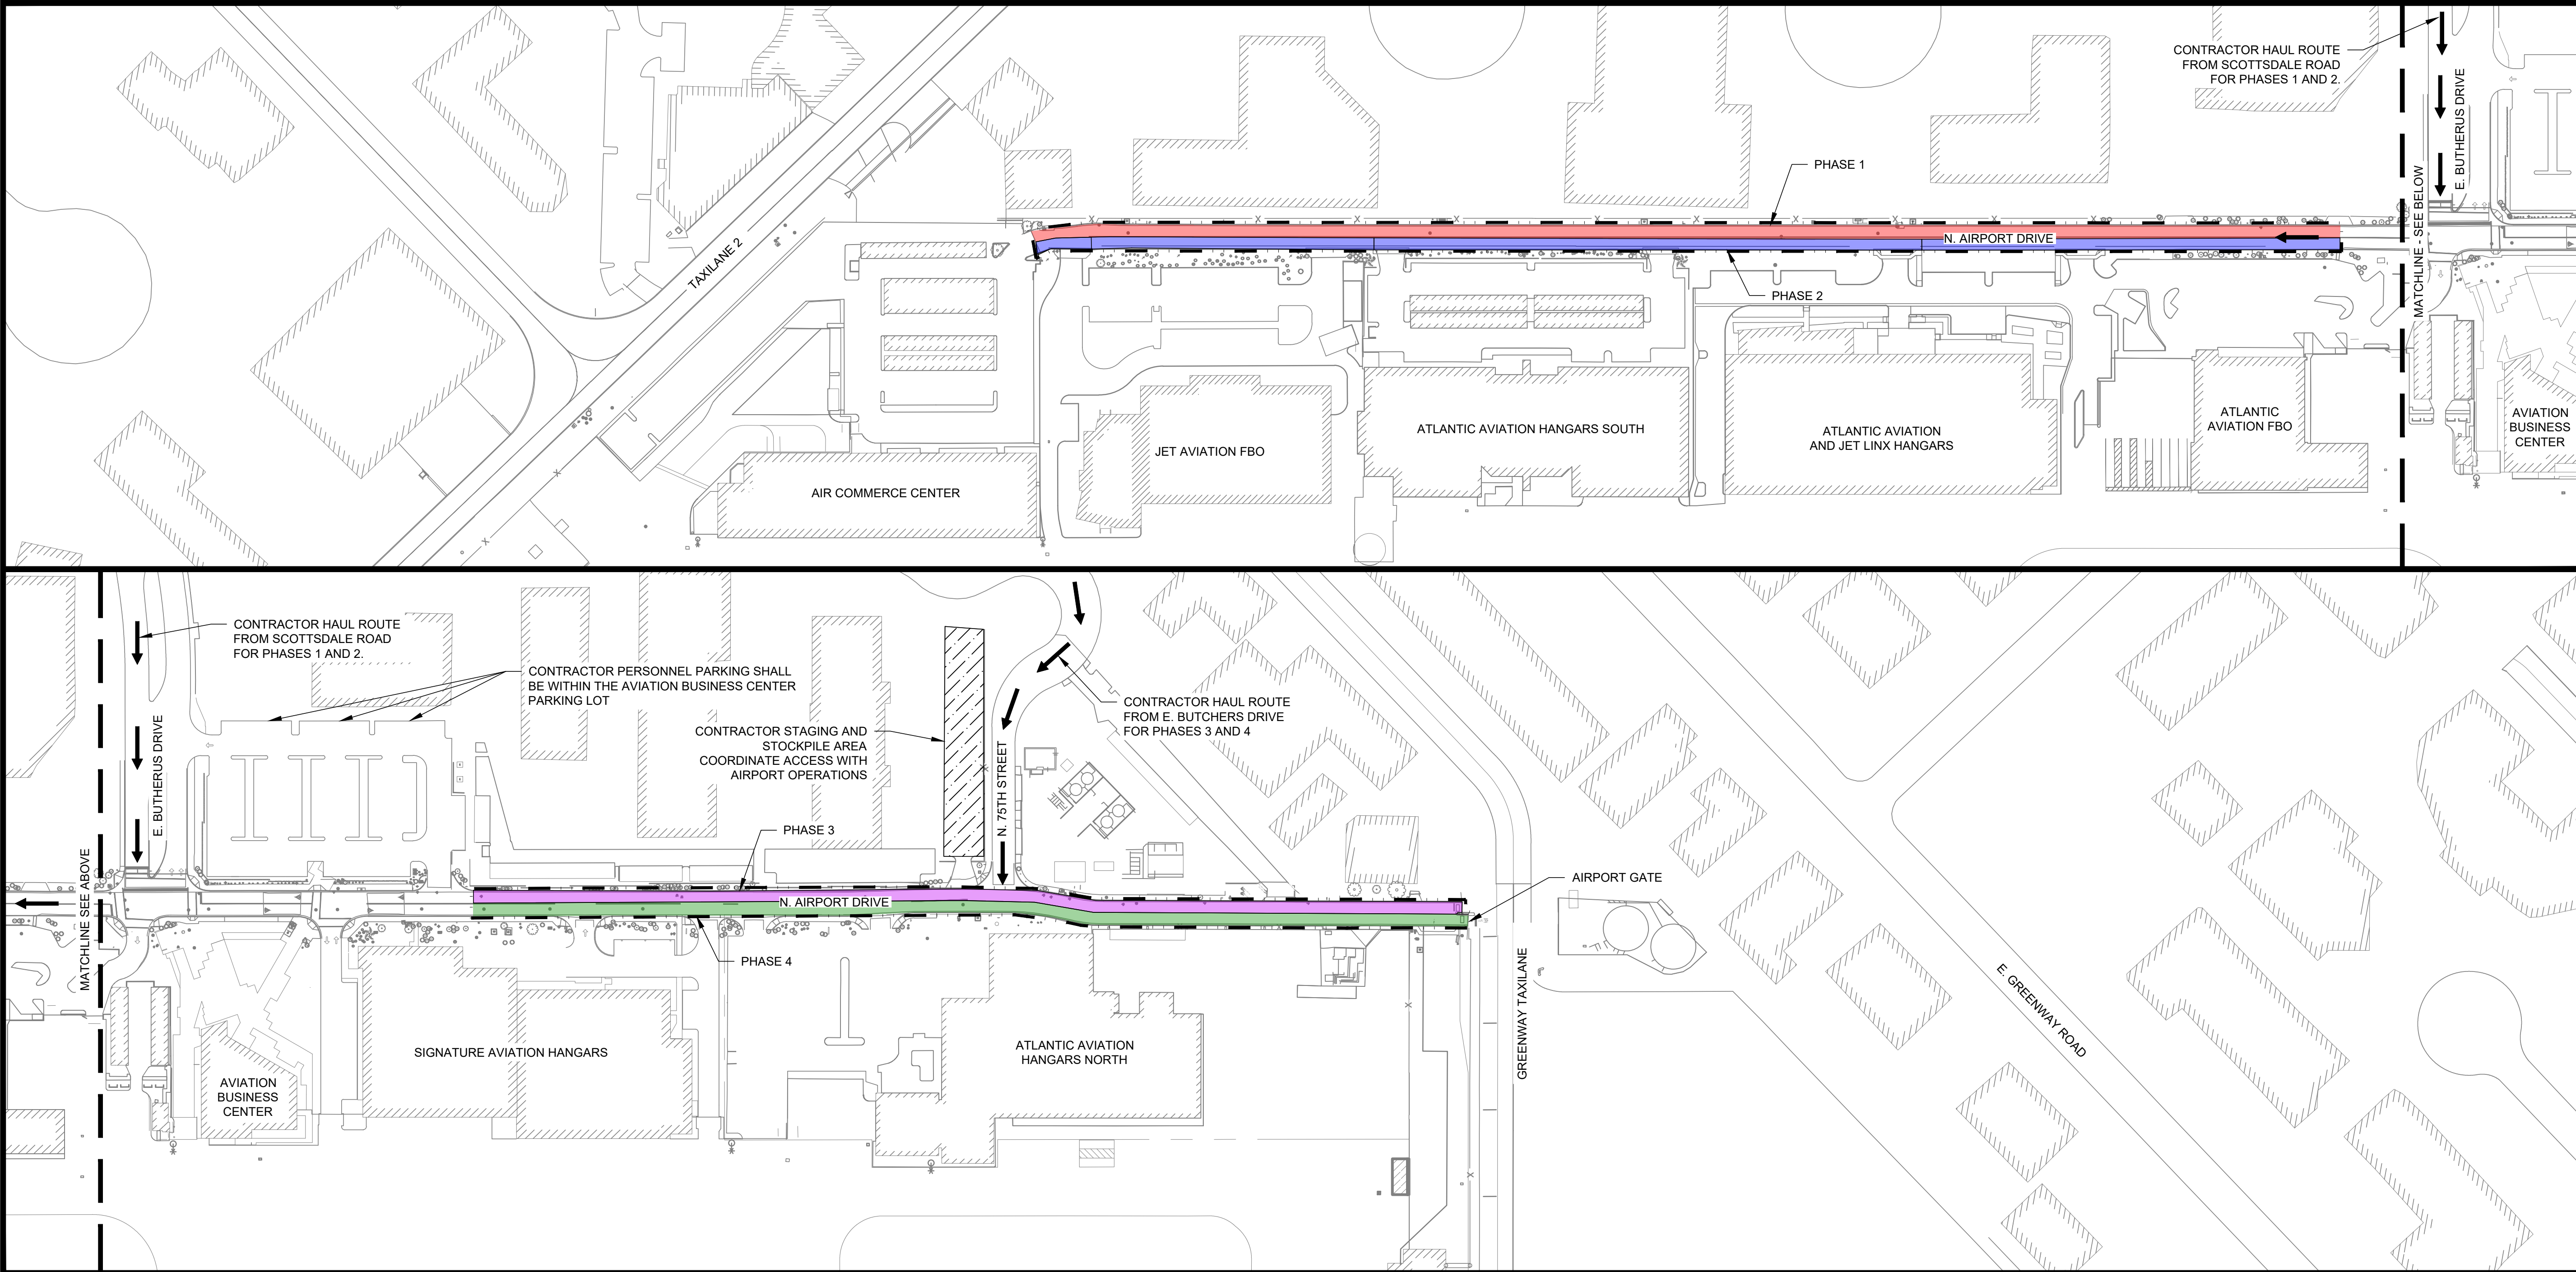 CONTRACTOR HAUL ROUTE
FROM SCOTTSDALE ROAD
FOR PHASES 1 AND 2.
E. BUTHERUS DRIVE
MATCHLINE - SEE BELOW
PHASE 1
N. AIRPORT DRIVE
PHASE 2
TAXILANE 2
AIR COMMERCE CENTER
JET AVIATION FBO
ATLANTIC AVIATION HANGARS SOUTH
ATLANTIC AVIATION
AND JET LINX HANGARS
ATLANTIC
AVIATION FBO
AVIATION
BUSINESS
CENTER
CONTRACTOR HAUL ROUTE
FROM SCOTTSDALE ROAD
FOR PHASES 1 AND 2.
CONTRACTOR PERSONNEL PARKING SHALL
BE WITHIN THE AVIATION BUSINESS CENTER
PARKING LOT
CONTRACTOR STAGING AND
STOCKPILE AREA
COORDINATE ACCESS WITH
AIRPORT OPERATIONS
CONTRACTOR HAUL ROUTE
FROM E. BUTCHERS DRIVE
FOR PHASES 3 AND 4
E. BUTHERUS DRIVE
N. 75TH STREET
MATCHLINE SEE ABOVE
PHASE 3
N. AIRPORT DRIVE
PHASE 4
AIRPORT GATE
GREENWAY TAXILANE
E. GREENWAY ROAD
AVIATION
BUSINESS
CENTER
SIGNATURE AVIATION HANGARS
ATLANTIC AVIATION
HANGARS NORTH